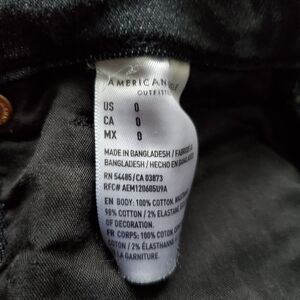 AMERICAN
OUTFITT
US 0
CA 0
MX 0
MADE IN BANGLADESH / FABRIQUÉ
BANGLADESH / HECHO EN BANGLADESH
RN 54485/CA 03873
RFC# AEM120605U9A
EN BODY: 100% COTTON.
98% COTTON / 2% ELASTANE
OF DECORATION.
FR CORPS: 100% COTON
COTON / 2% ÉLASTHANNE
LA GARNITURE.